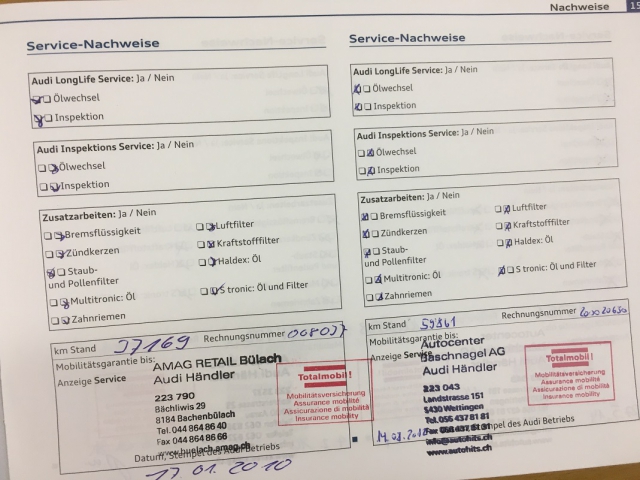 Nachweise 15
Service-Nachweise
Audi LongLife Service: Ja / Nein
Ölwechsel
Inspektion
Audi Inspektions Service: Ja / Nein
Ölwechsel
Inspektion
Zusatzarbeiten: Ja / Nein
Bremsflüssigkeit
Luftfilter
Zündkerzen
Kraftstofffilter
Staub-
und Pollenfilter
Haldex: Öl
Multitronic: Öl
S tronic: Öl und Filter
Zahnriemen
km Stand 37169 Rechnungsnummer 008037
Mobilitätsgarantie bis:
Anzeige Service
AMAG RETAIL Bülach
Audi Händler
223 790
Bächliwis 29
8184 Bachenbülach
Tel. 044 864 86 40
Fax 044 864 86 66
www.buelach.amag.ch
Totalmobil!
Mobilitätsversicherung
Assurance mobilité
Assicurazione di mobilità
Insurance mobility
Datum, Stempel des Audi Betriebs
17 01 2010
Service-Nachweise
Audi LongLife Service: Ja / Nein
Ölwechsel
Inspektion
Audi Inspektions Service: Ja / Nein
Ölwechsel
Inspektion
Zusatzarbeiten: Ja / Nein
Bremsflüssigkeit
Luftfilter
Zündkerzen
Kraftstofffilter
Staub-
und Pollenfilter
Haldex: Öl
Multitronic: Öl
S tronic: Öl und Filter
Zahnriemen
km Stand 59361 Rechnungsnummer
Mobilitätsgarantie bis:
Anzeige Service
Autocenter
Baschnagel AG
Audi Händler
223 043
Landstrasse 151
5430 Wettingen
Tel. 056 437 81 81
info@autohits.ch
www.autohits.ch
Totalmobil!
Mobilitätsversicherung
Assurance mobilité
Assicurazione di mobilità
Insurance mobility
Stempel des Audi Betriebs